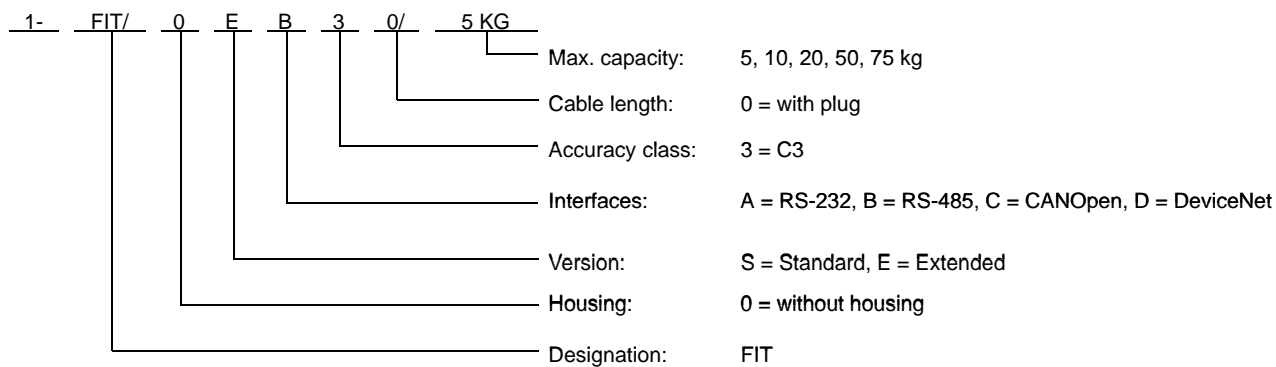 1- FIT/ 0 E B 3 0/ 5 KG
Max. capacity: 5, 10, 20, 50, 75 kg
Cable length: 0 = with plug
Accuracy class: 3 = C3
Interfaces: A = RS-232, B = RS-485, C = CANOpen, D = DeviceNet
Version: S = Standard, E = Extended
Housing: 0 = without housing
Designation: FIT